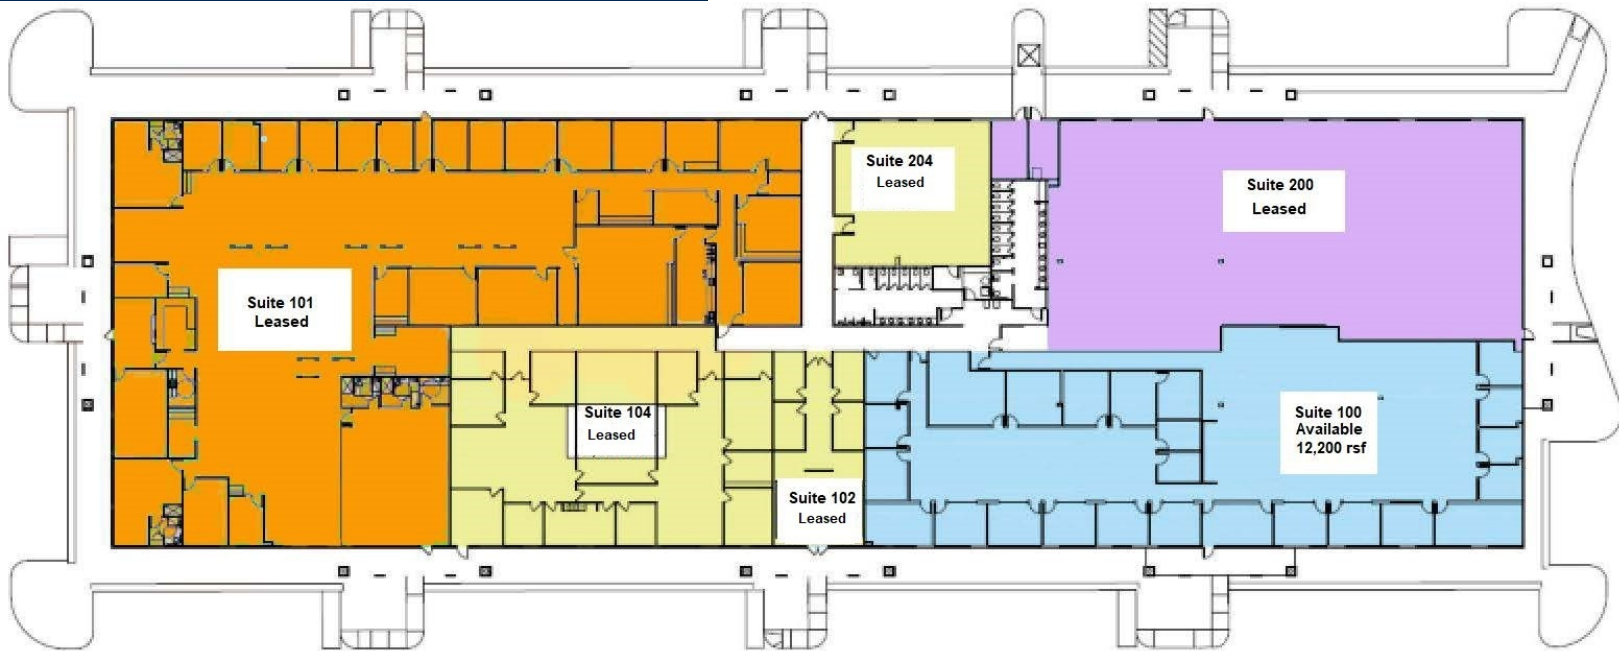 Suite 204
Leased
Suite 200
Leased
Suite 101
Leased
Suite 104
Leased
Suite 100
Available
12,200 rsf
Suite 102
Leased